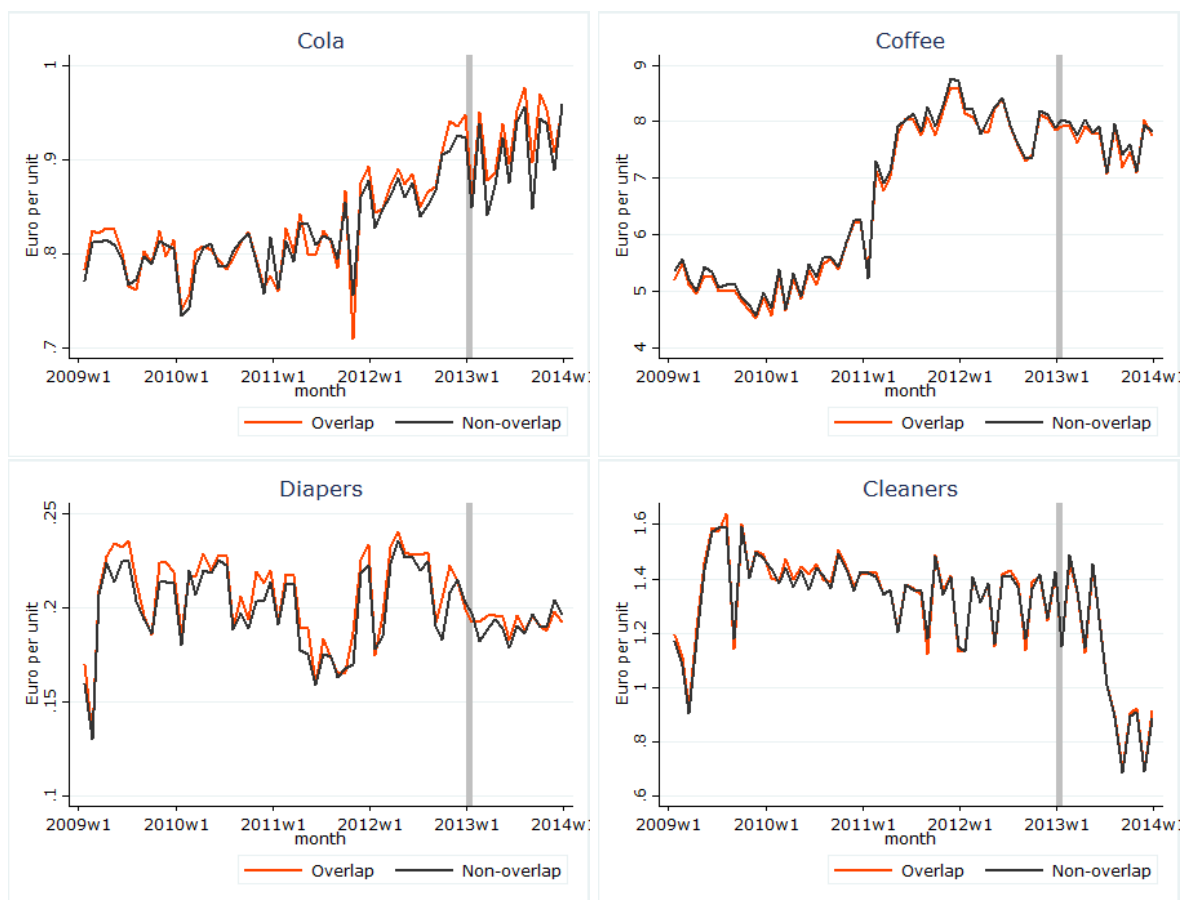 Cola
Euro per unit
1
.9
.8
.7
2009w1 2010w1 2011w1 2012w1 2013w1 2014w1
month
Overlap Non-overlap
Coffee
Euro per unit
9
8
7
6
5
4
2009w1 2010w1 2011w1 2012w1 2013w1 2014w1
month
Overlap Non-overlap
Diapers
Euro per unit
.25
.2
.15
.1
2009w1 2010w1 2011w1 2012w1 2013w1 2014w1
month
Overlap Non-overlap
Cleaners
Euro per unit
1.6
1.4
1.2
1
.8
.6
2009w1 2010w1 2011w1 2012w1 2013w1 2014w1
month
Overlap Non-overlap